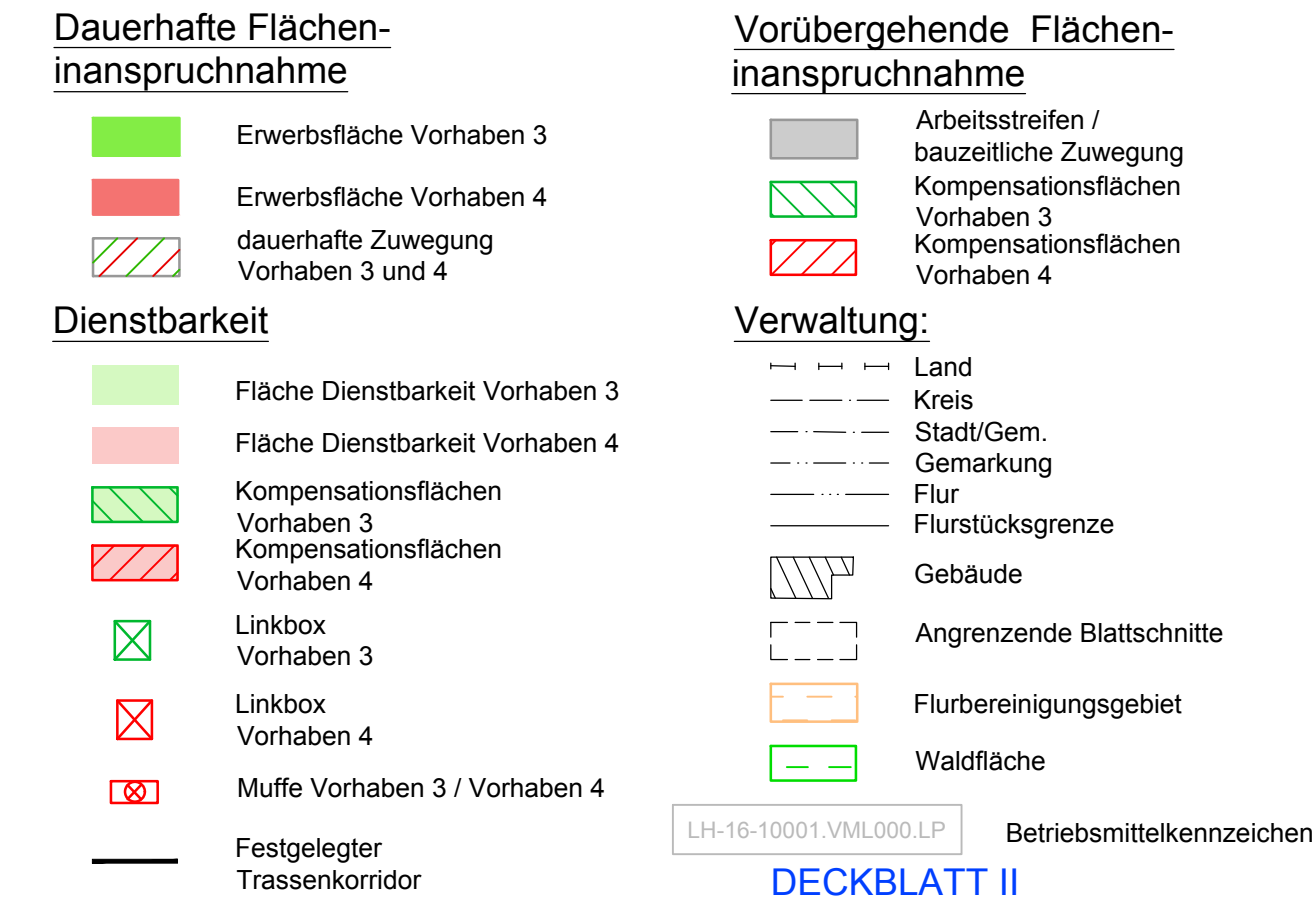 Dauerhafte Flächen-
inanspruchnahme
Erwerbsfläche Vorhaben 3
Erwerbsfläche Vorhaben 4
dauerhafte Zuwegung
Vorhaben 3 und 4
Dienstbarkeit
Fläche Dienstbarkeit Vorhaben 3
Fläche Dienstbarkeit Vorhaben 4
Kompensationsflächen
Vorhaben 3
Kompensationsflächen
Vorhaben 4
Linkbox
Vorhaben 3
Linkbox
Vorhaben 4
Muffe Vorhaben 3 / Vorhaben 4
Festgelegter
Trassenkorridor
Vorübergehende Flächen-
inanspruchnahme
Arbeitsstreifen /
bauzeitliche Zuwegung
Kompensationsflächen
Vorhaben 3
Kompensationsflächen
Vorhaben 4
Verwaltung:
Land
Kreis
Stadt/Gem.
Gemarkung
Flur
Flurstücksgrenze
Gebäude
Angrenzende Blattschnitte
Flurbereinigungsgebiet
Waldfläche
LH-16-10001.VML000.LP
Betriebsmittelkennzeichen
DECKBLATT II